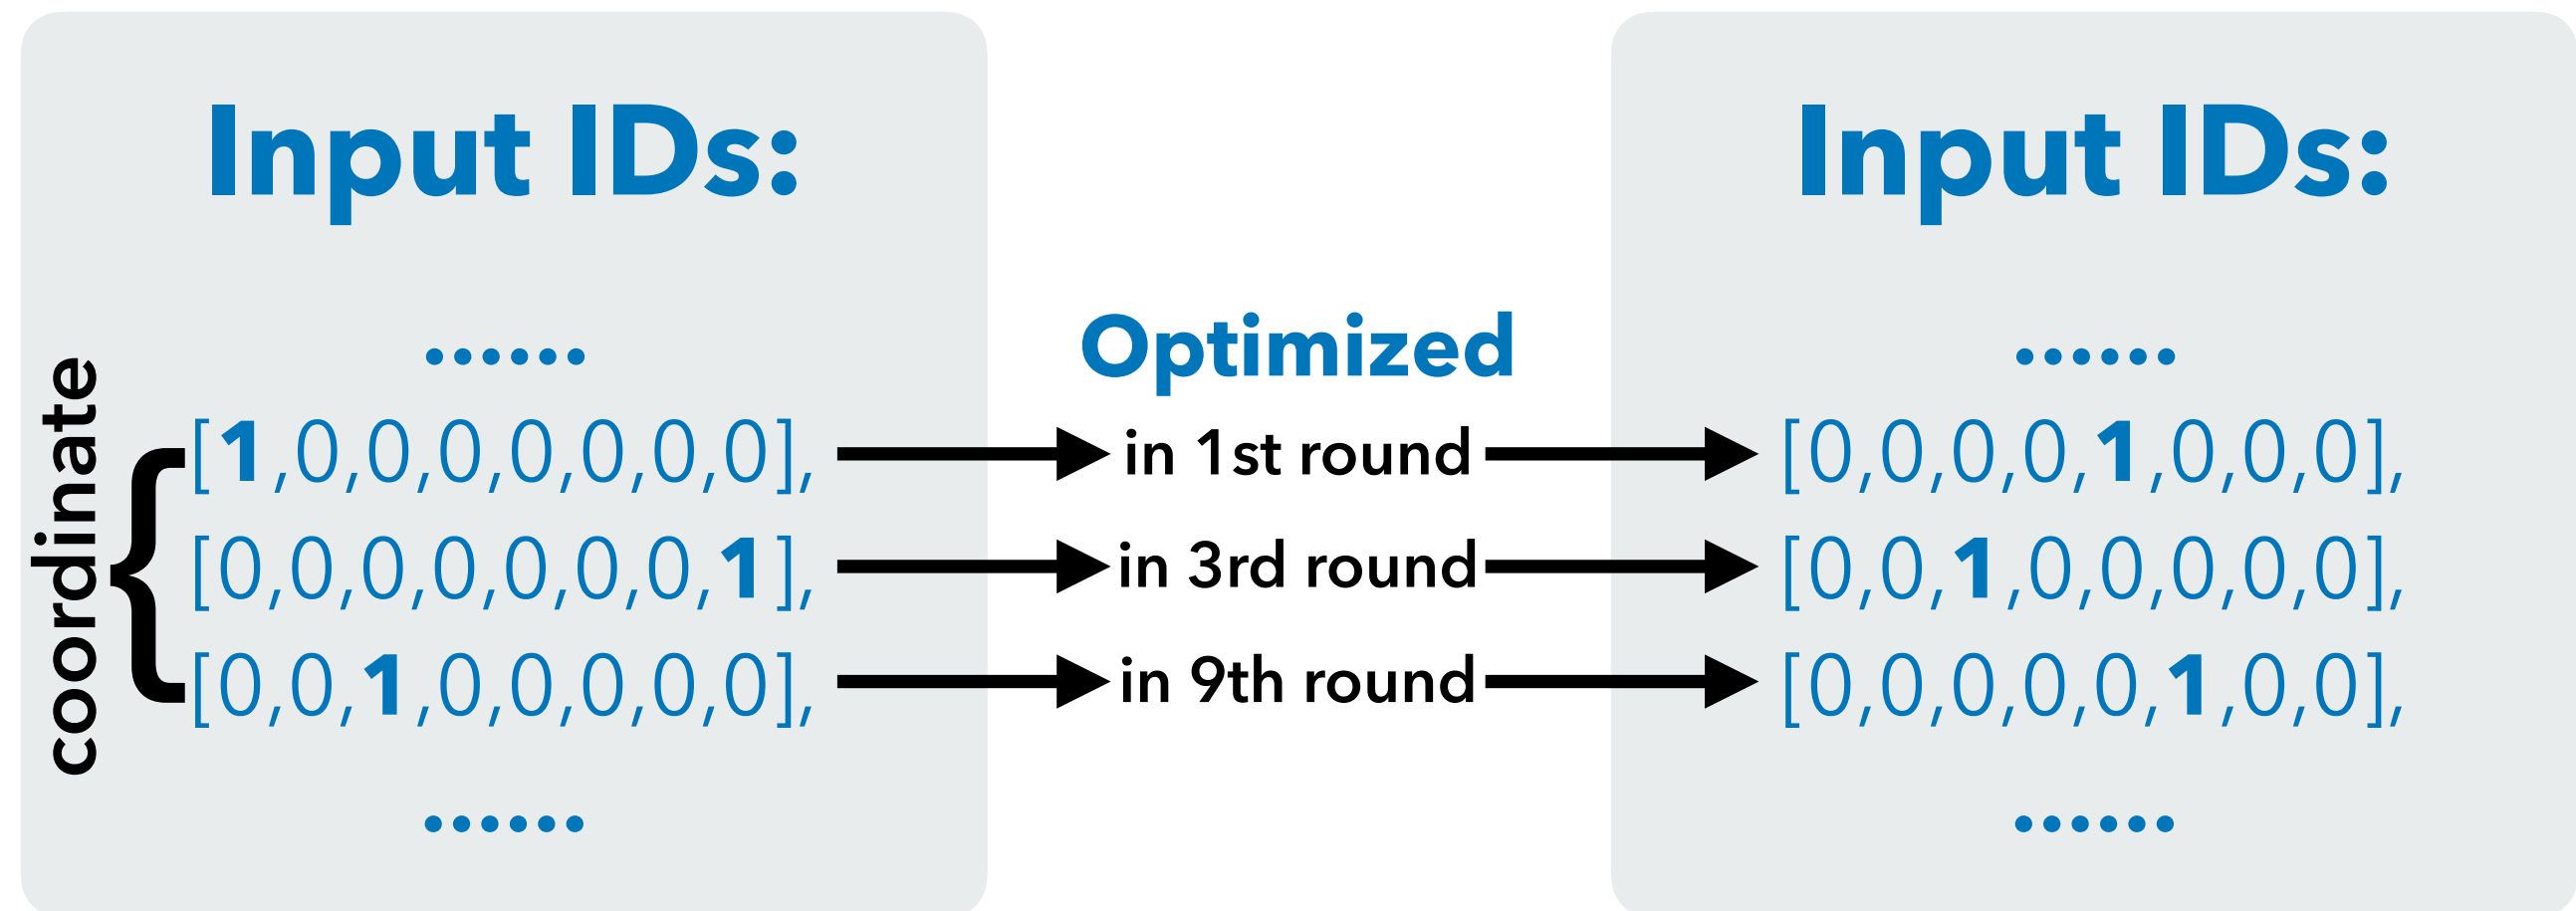 Input IDs:
......
coordinate
[1,0,0,0,0,0,0,0],
[0,0,0,0,0,0,0,1],
[0,0,1,0,0,0,0,0],
......
Optimized
in 1st round
in 3rd round
in 9th round
Input IDs:
......
[0,0,0,0,1,0,0,0],
[0,0,1,0,0,0,0,0],
[0,0,0,0,0,1,0,0],
......